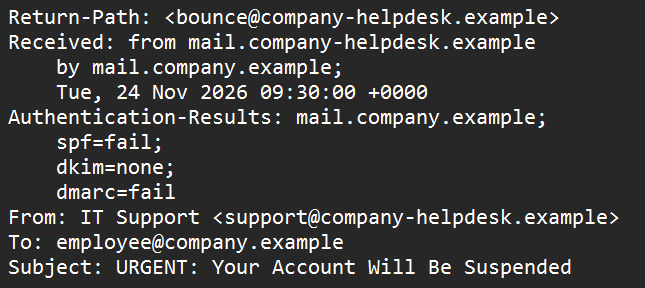 Return-Path: <bounce@company-helpdesk.example>
Received: from mail.company-helpdesk.example
    by mail.company.example;
    Tue, 24 Nov 2026 09:30:00 +0000
Authentication-Results: mail.company.example;
    spf=fail;
    dkim=none;
    dmarc=fail
From: IT Support <support@company-helpdesk.example>
To: employee@company.example
Subject: URGENT: Your Account Will Be Suspended